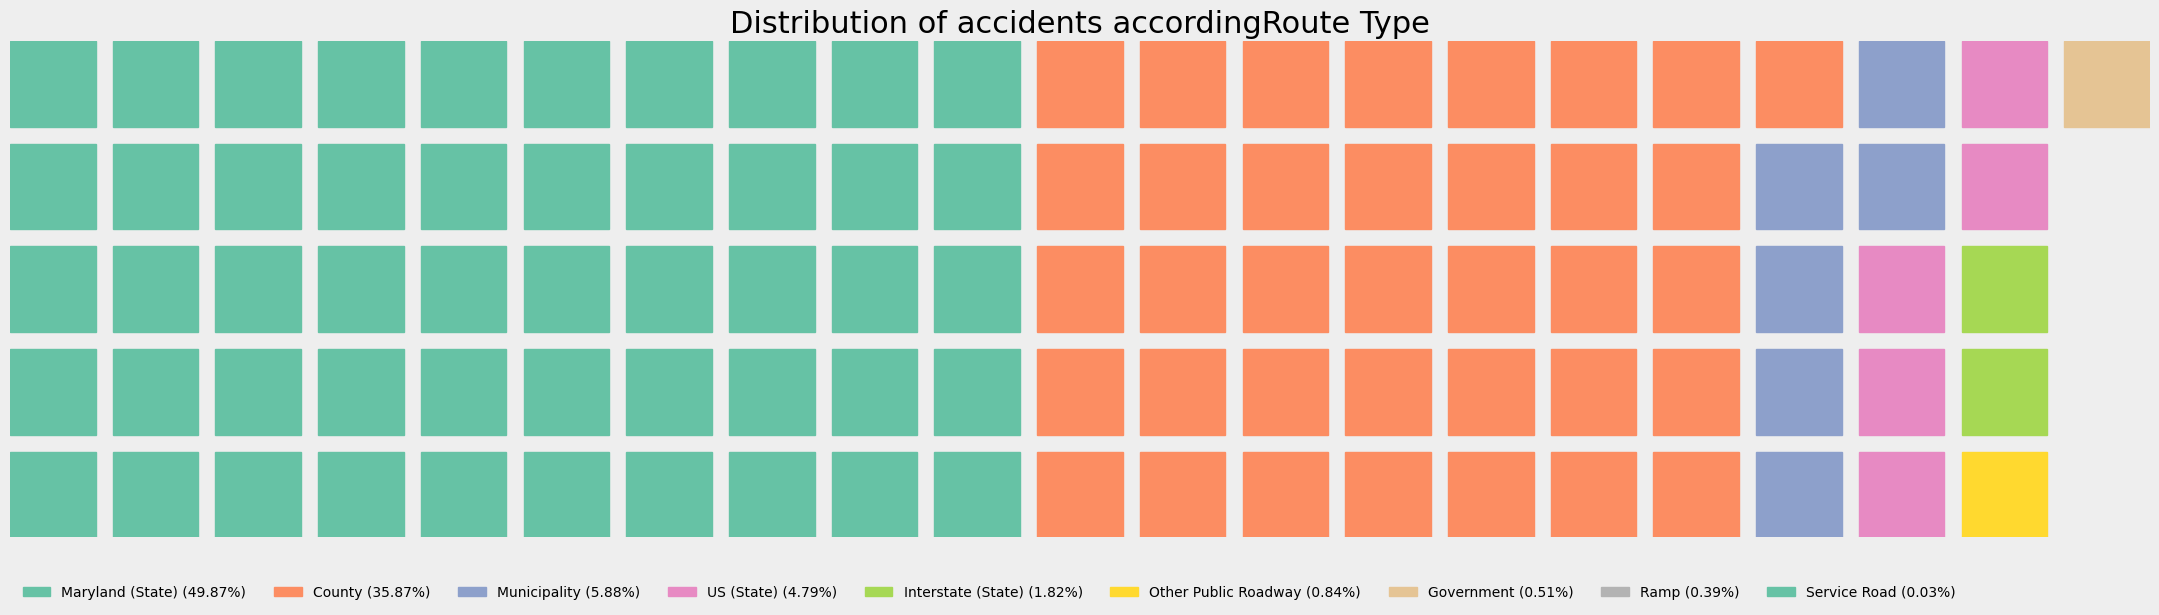 Distribution of accidents accordingRoute Type
Maryland (State) (49.87%) County (35.87%) Municipality (5.88%) US (State) (4.79%) Interstate (State) (1.82%) Other Public Roadway (0.84%) Government (0.51%) Ramp (0.39%) Service Road (0.03%)